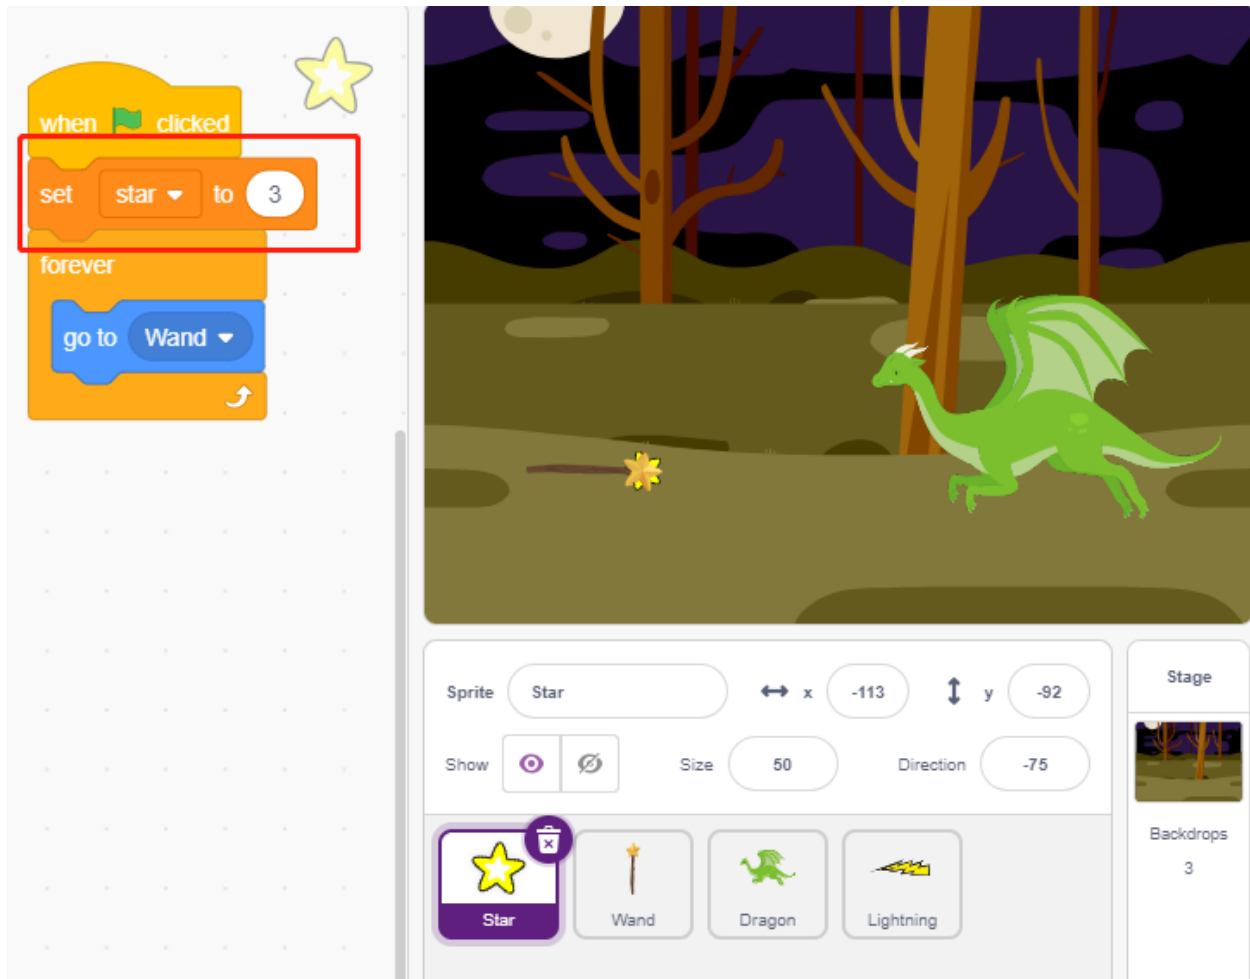 when clicked
set star to 3
forever
go to Wand
Sprite Star x -113 y -92
Show Size 50 Direction -75
Star
Wand
Dragon
Lightning
Stage
Backdrops
3